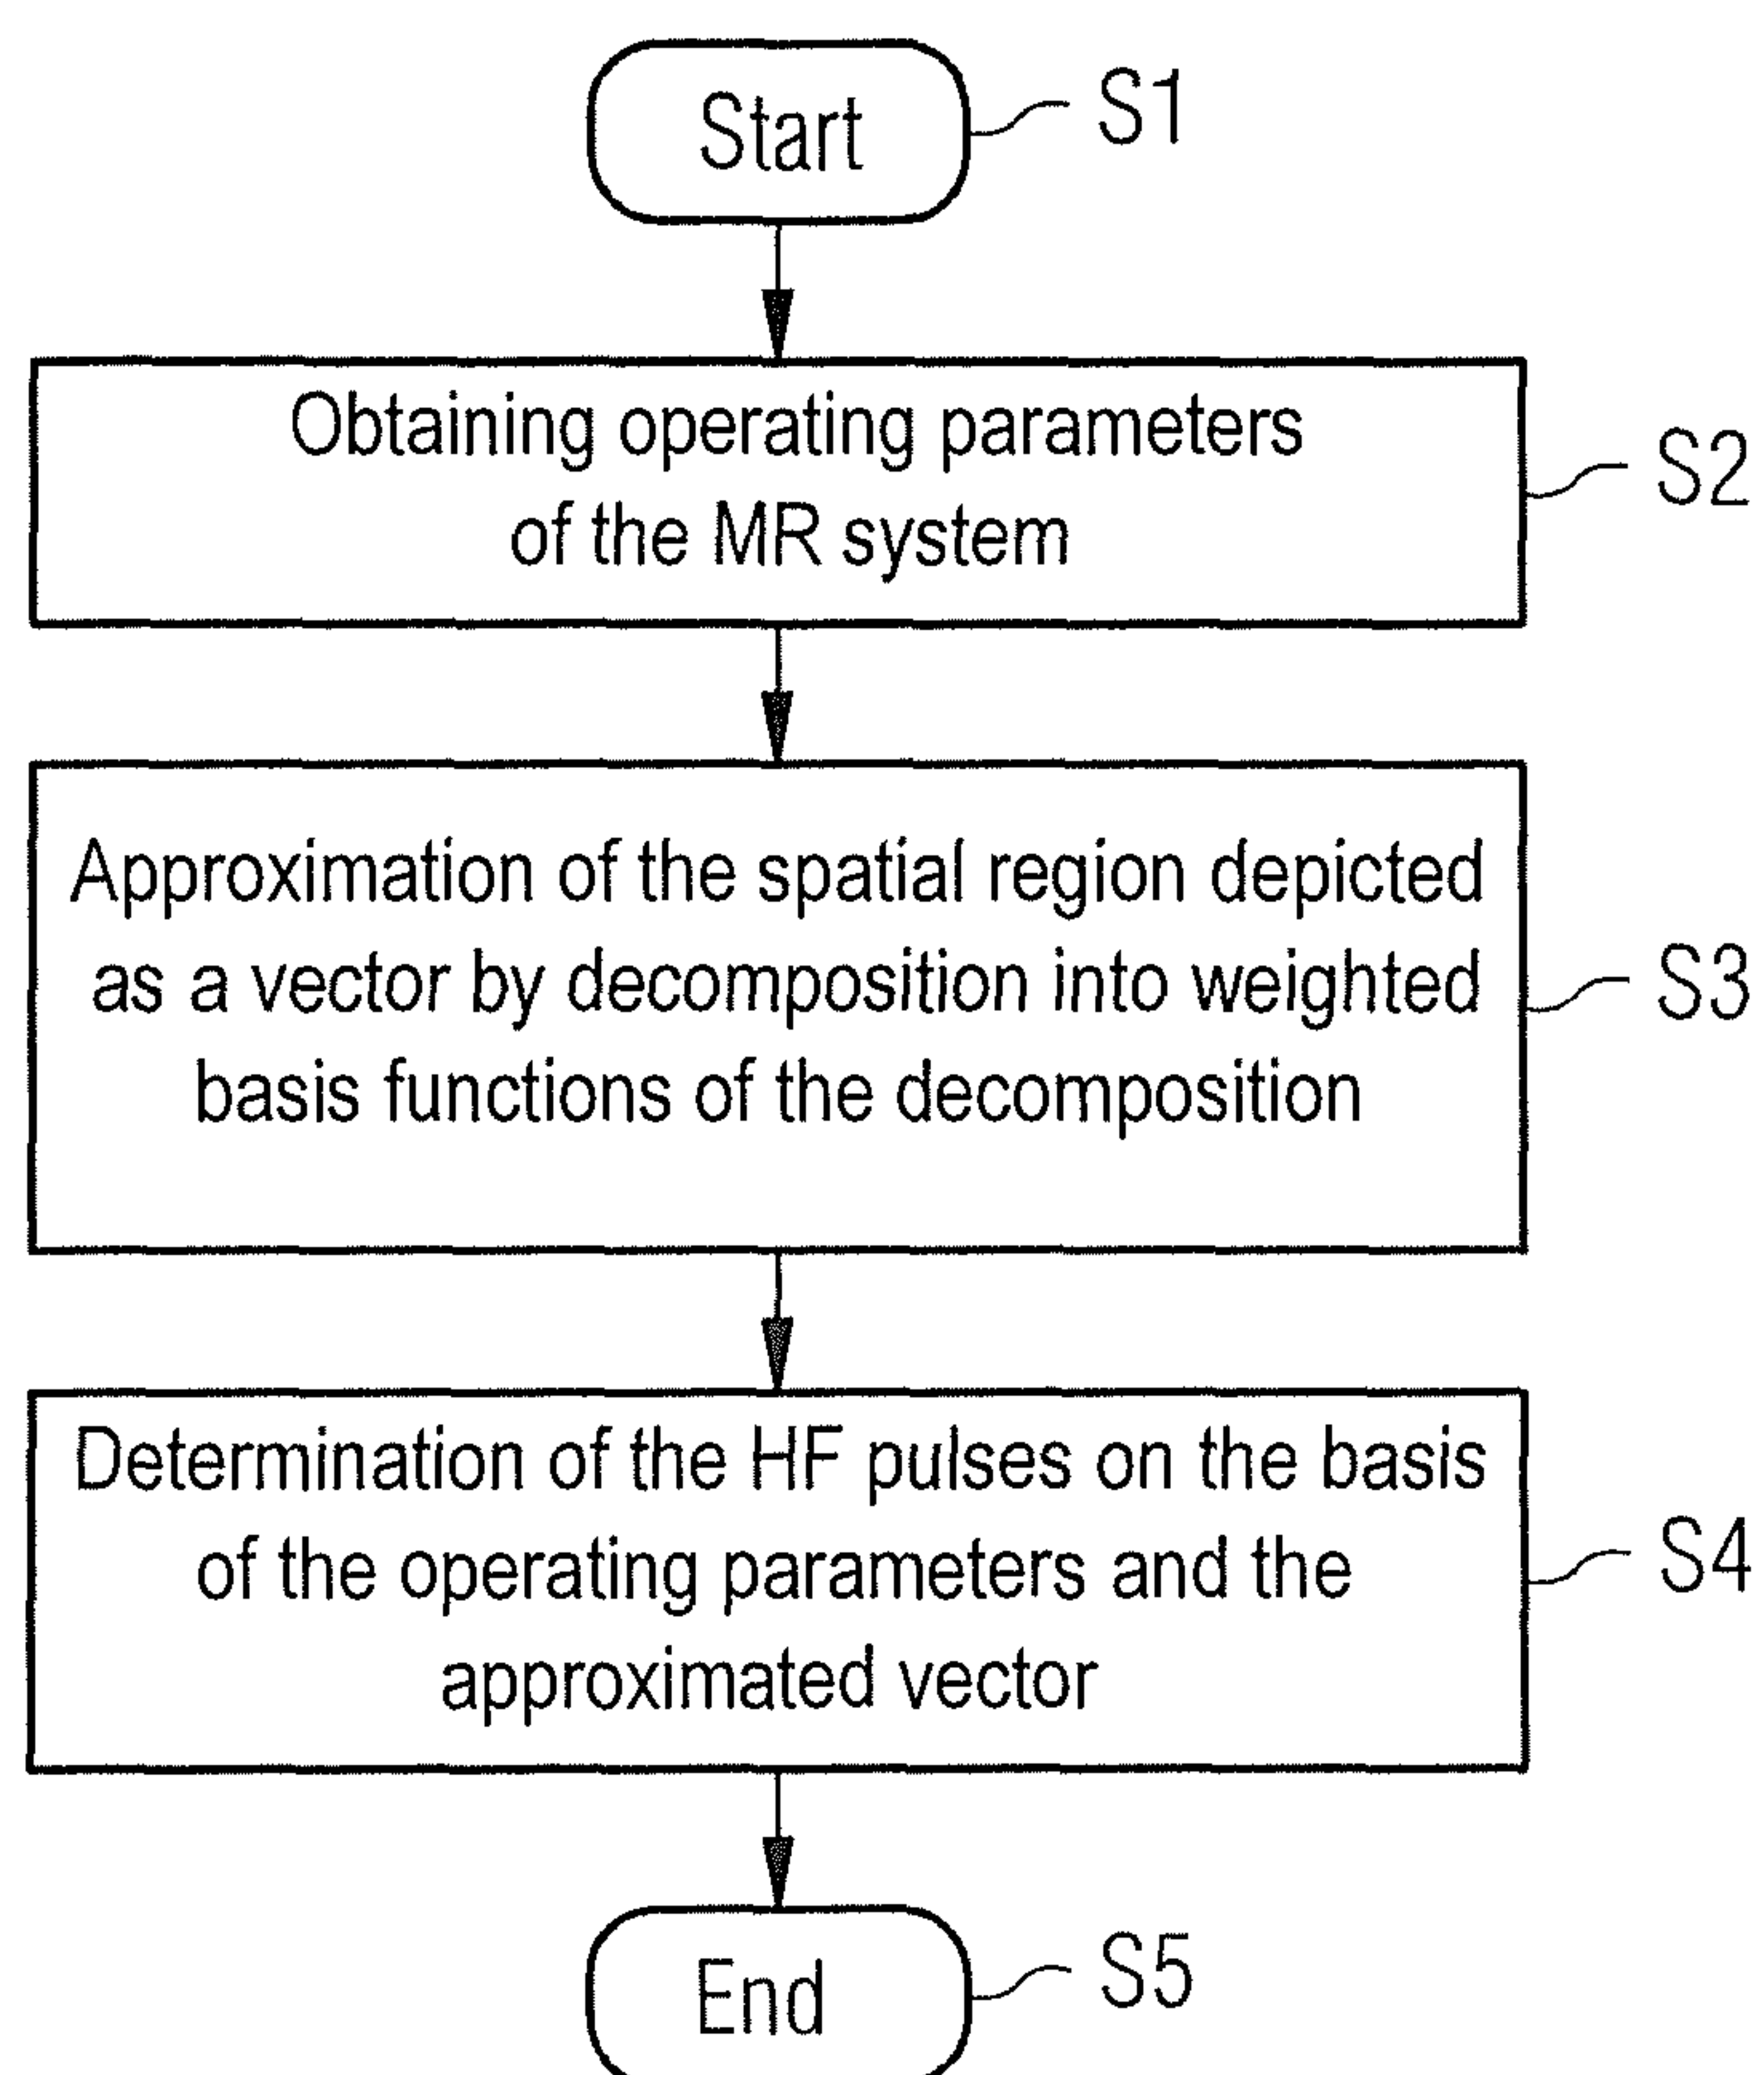 Start
S1
Obtaining operating parameters
of the MR system
S2
Approximation of the spatial region depicted
as a vector by decomposition into weighted
basis functions of the decomposition
S3
Determination of the HF pulses on the basis
of the operating parameters and the
approximated vector
S4
End
S5